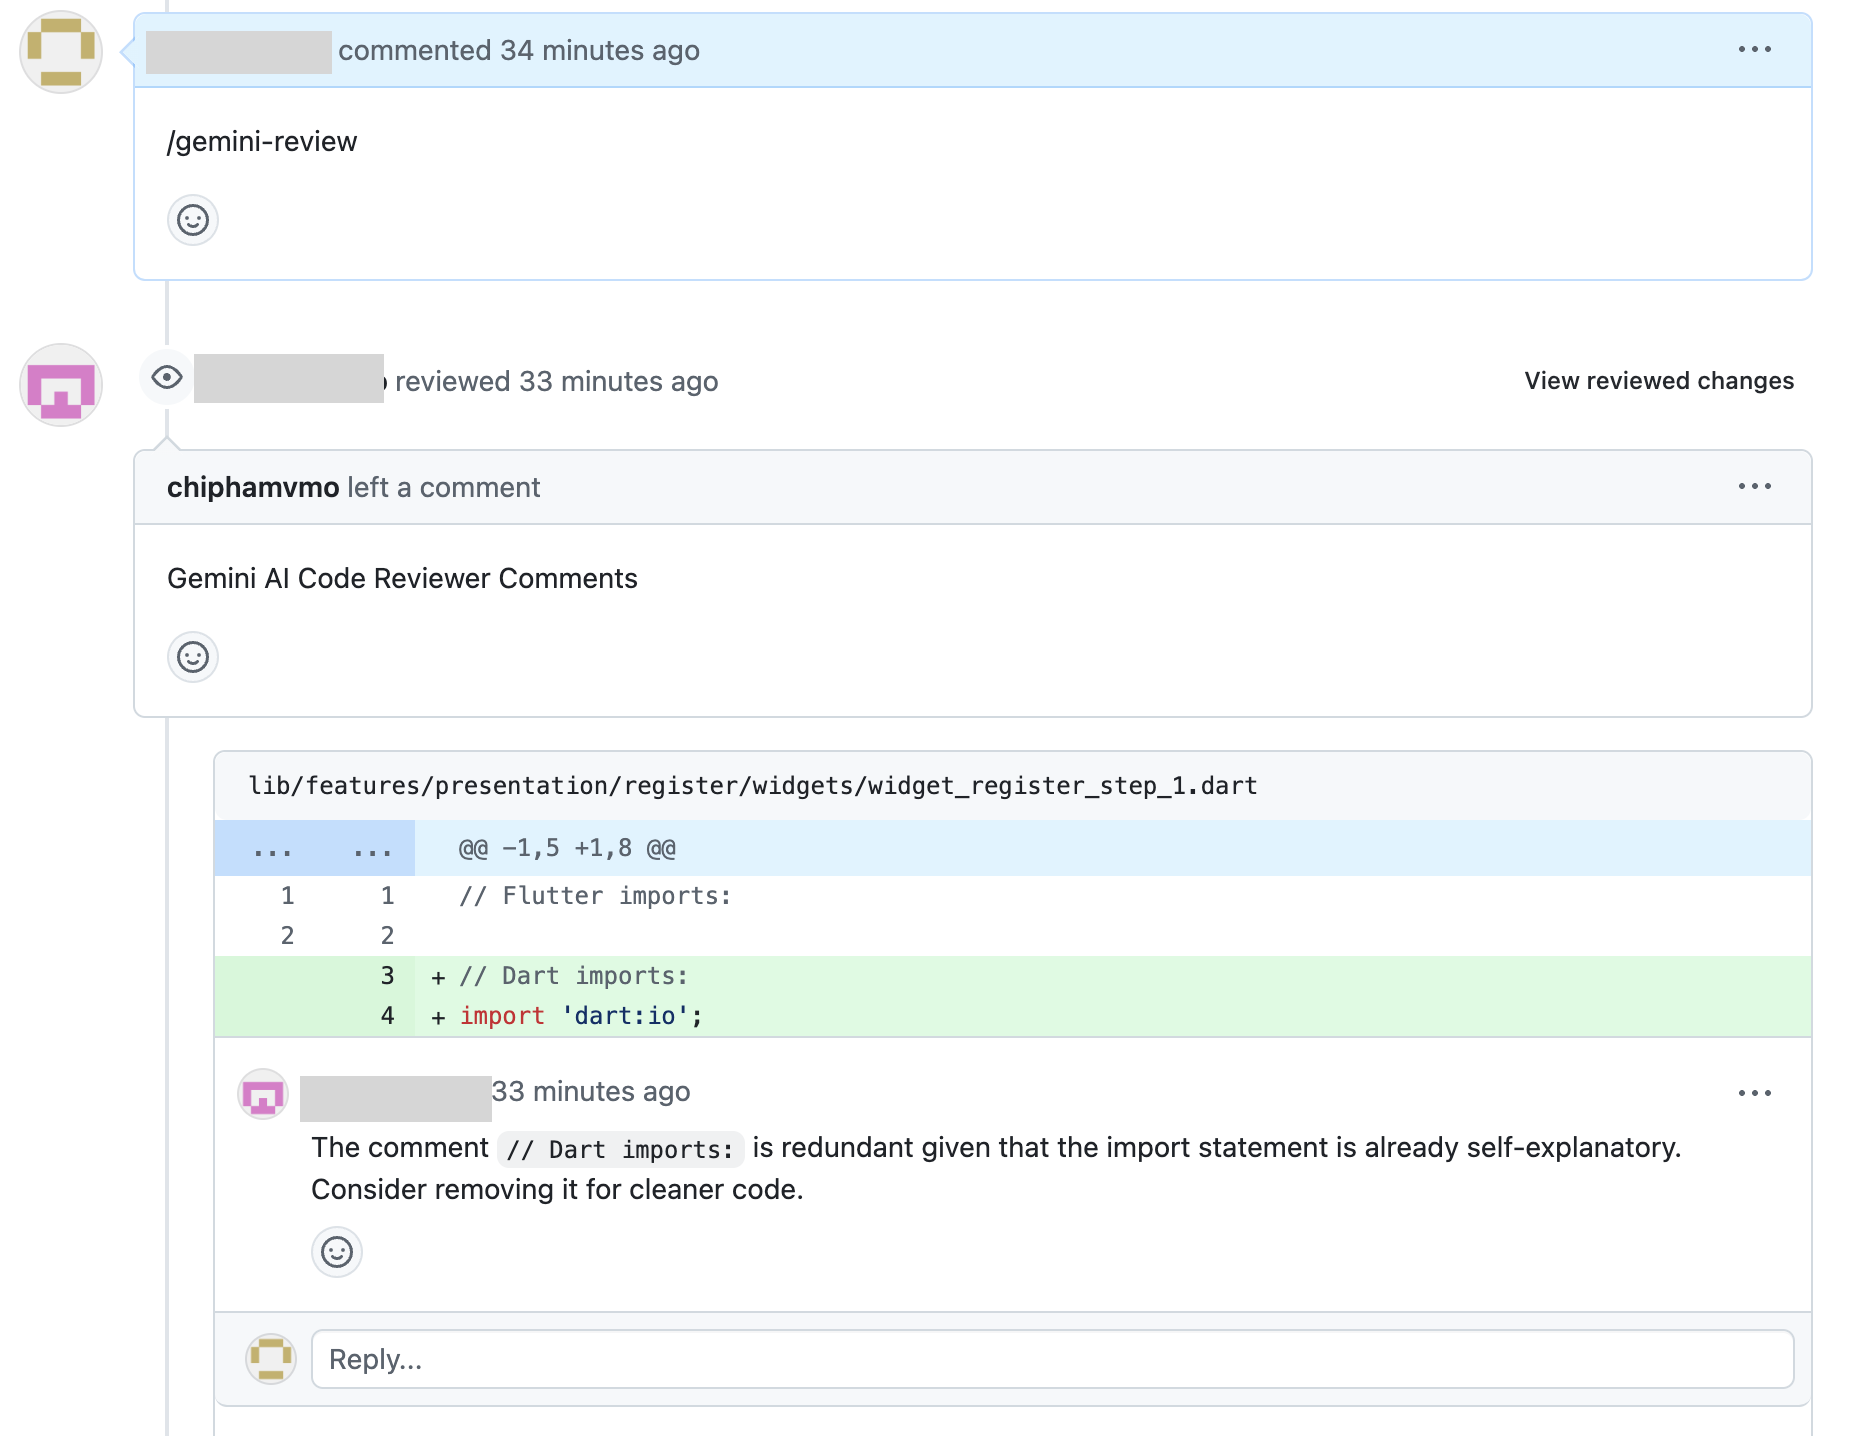 commented 34 minutes ago
/gemini-review
reviewed 33 minutes ago
View reviewed changes
chiphamvmo left a comment
Gemini AI Code Reviewer Comments
lib/features/presentation/register/widgets/widget_register_step_1.dart
... ... @@ -1,5 +1,8 @@
1 1 // Flutter imports:
2 2
3 + // Dart imports:
4 + import 'dart:io';
33 minutes ago
The comment // Dart imports: is redundant given that the import statement is already self-explanatory.
Consider removing it for cleaner code.
Reply...